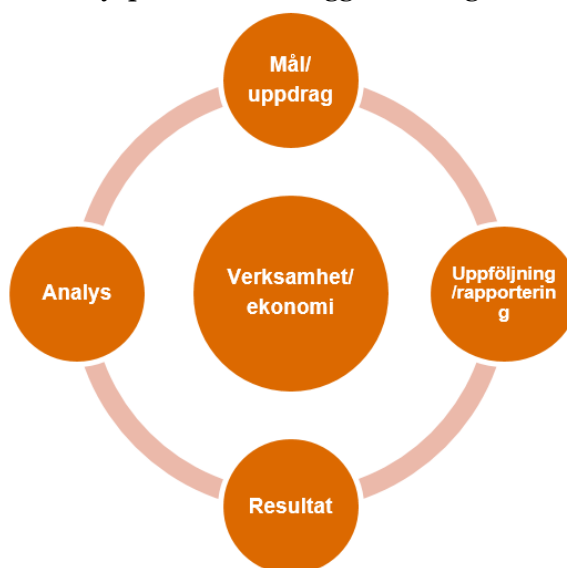 Mål/
uppdrag
Verksamhet/
ekonomi
Analys
Uppföljning
/rapporterin
g
Resultat